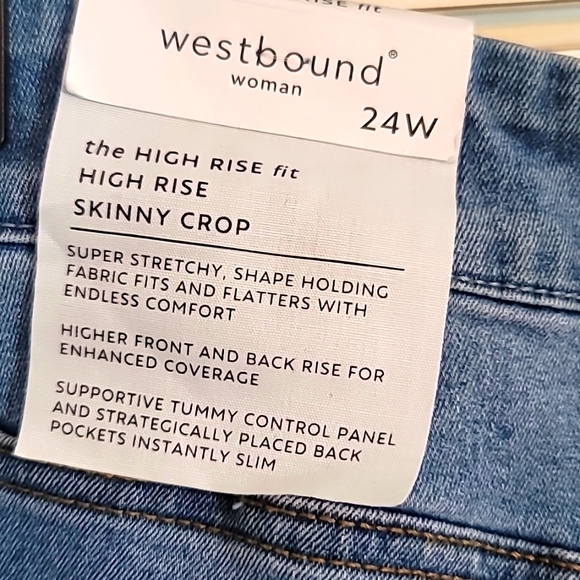 RISE fit
westbound®
woman
24W
the HIGH RISE fit
HIGH RISE
SKINNY CROP
SUPER STRETCHY, SHAPE HOLDING
FABRIC FITS AND FLATTERS WITH
ENDLESS COMFORT
HIGHER FRONT AND BACK RISE FOR
ENHANCED COVERAGE
SUPPORTIVE TUMMY CONTROL PANEL
AND STRATEGICALLY PLACED BACK
POCKETS INSTANTLY SLIM